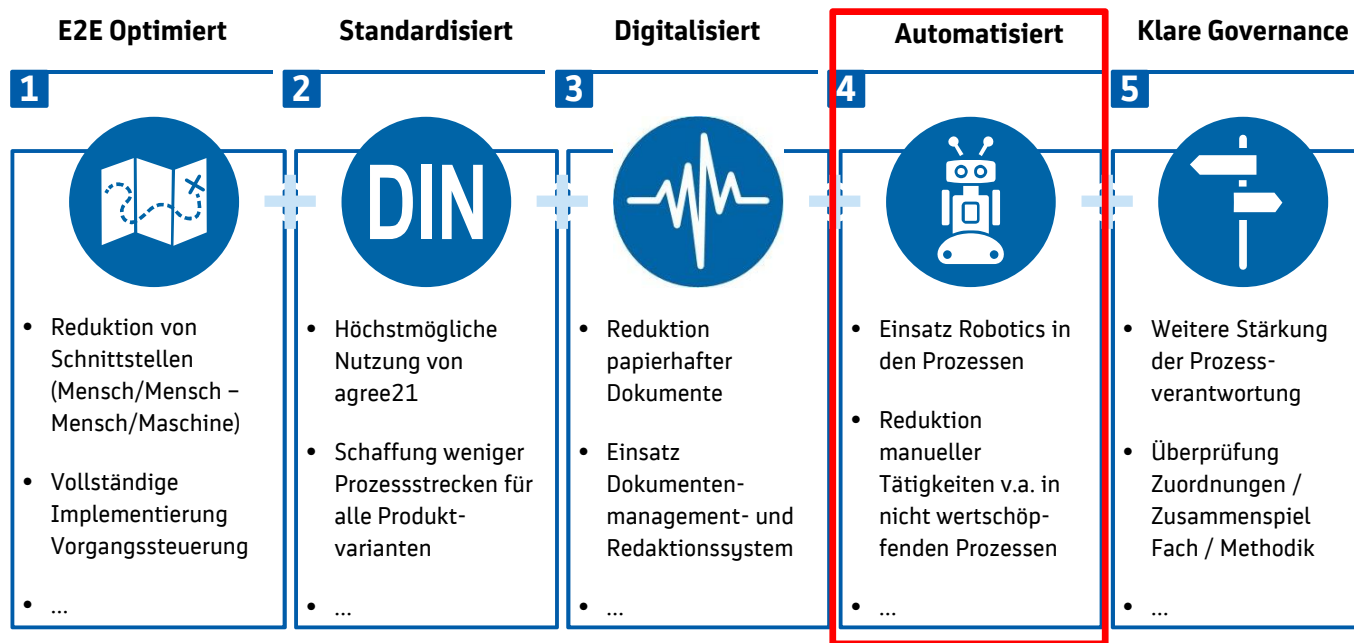 E2E Optimiert
Standardisiert
Digitalisiert
Automatisiert
Klare Governance
1
2
3
4
5
DIN
• Reduktion von
Schnittstellen
(Mensch/Mensch –
Mensch/Maschine)
• Vollständige
Implementierung
Vorgangssteuerung
• ...
• Höchstmögliche
Nutzung von
agree21
• Schaffung weniger
Prozessstrecken für
alle Produkt-
varianten
• ...
• Reduktion
papierhafter
Dokumente
• Einsatz
Dokumenten-
management- und
Redaktionssystem
• ...
• Einsatz Robotics in
den Prozessen
• Reduktion
manueller
Tätigkeiten v.a. in
nicht wertschöp-
fenden Prozessen
• ...
• Weitere Stärkung
der Prozess-
verantwortung
• Überprüfung
Zuordnungen /
Zusammenspiel
Fach / Methodik
• ...